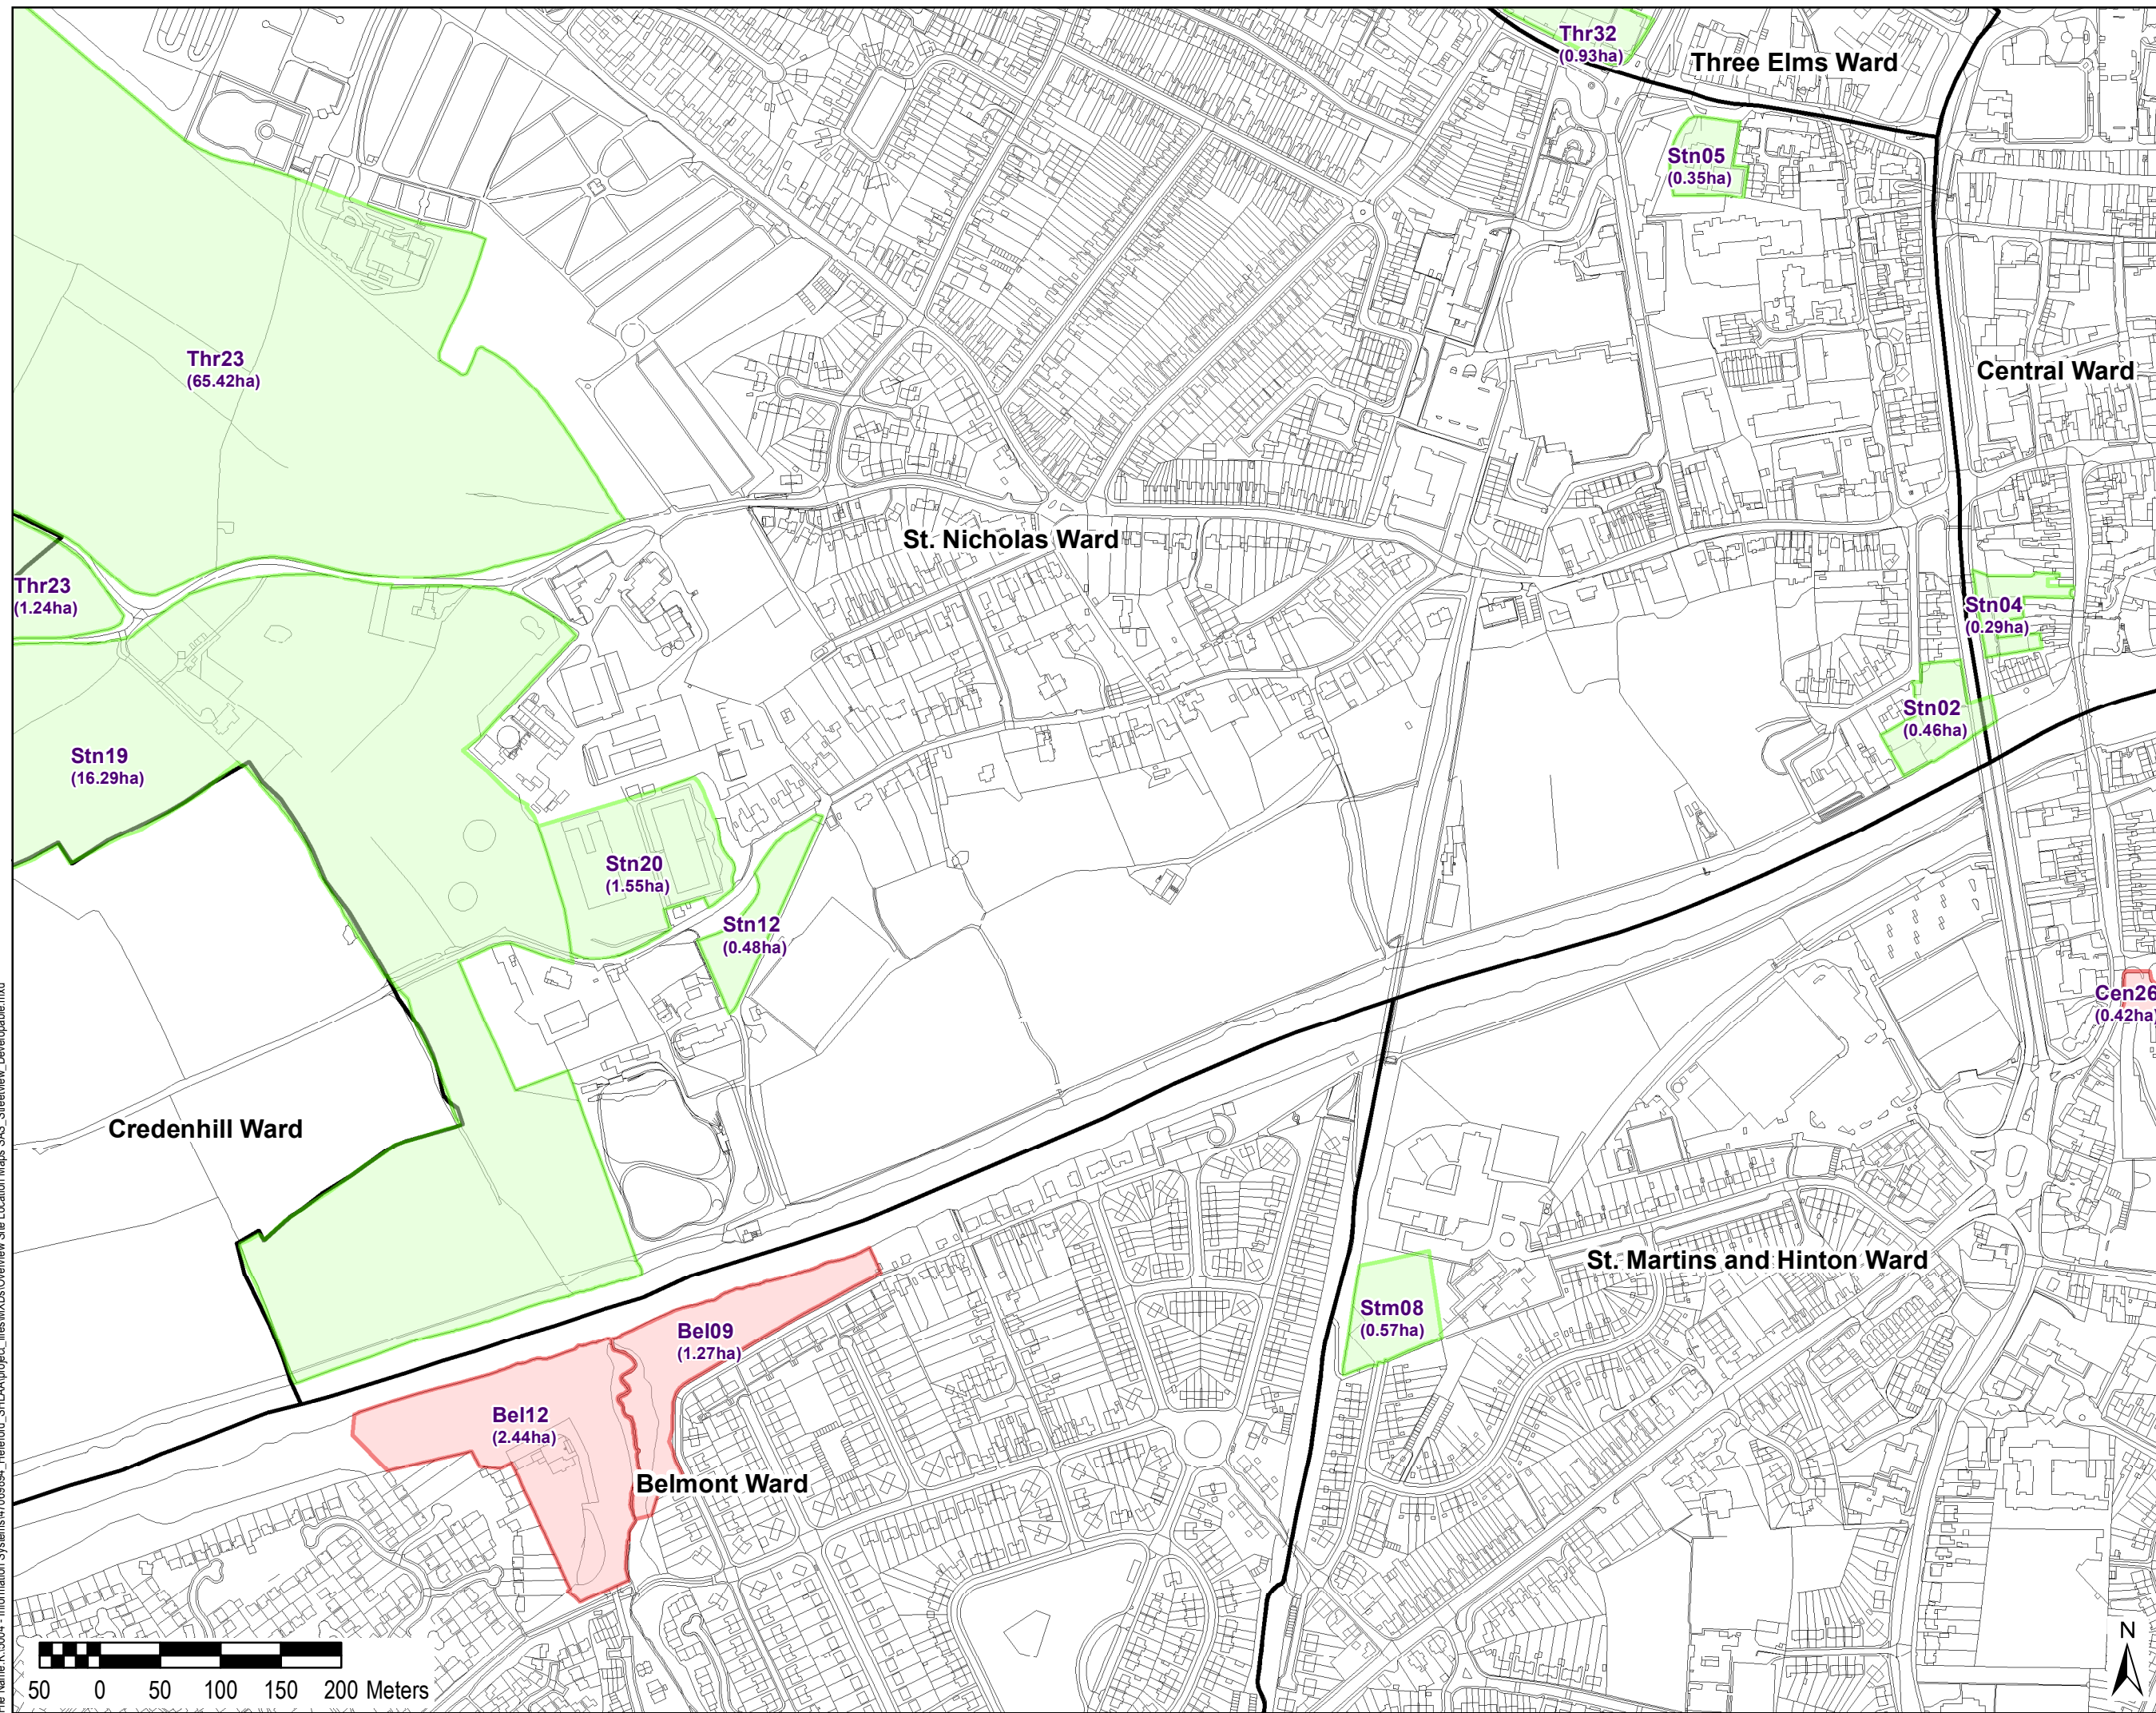 Thr32
(0.93ha)
Three Elms Ward
Stn05
(0.35ha)
Thr23
(65.42ha)
Central Ward
St. Nicholas Ward
Thr23
(1.24ha)
Stn04
(0.29ha)
Stn02
(0.46ha)
Stn19
(16.29ha)
Stn20
(1.55ha)
Stn12
(0.48ha)
Cen26
(0.42ha)
Credenhill Ward
St. Martins and Hinton Ward
Stm08
(0.57ha)
Bel09
(1.27ha)
Bel12
(2.44ha)
Belmont Ward
N
50 0 50 100 150 200 Meters